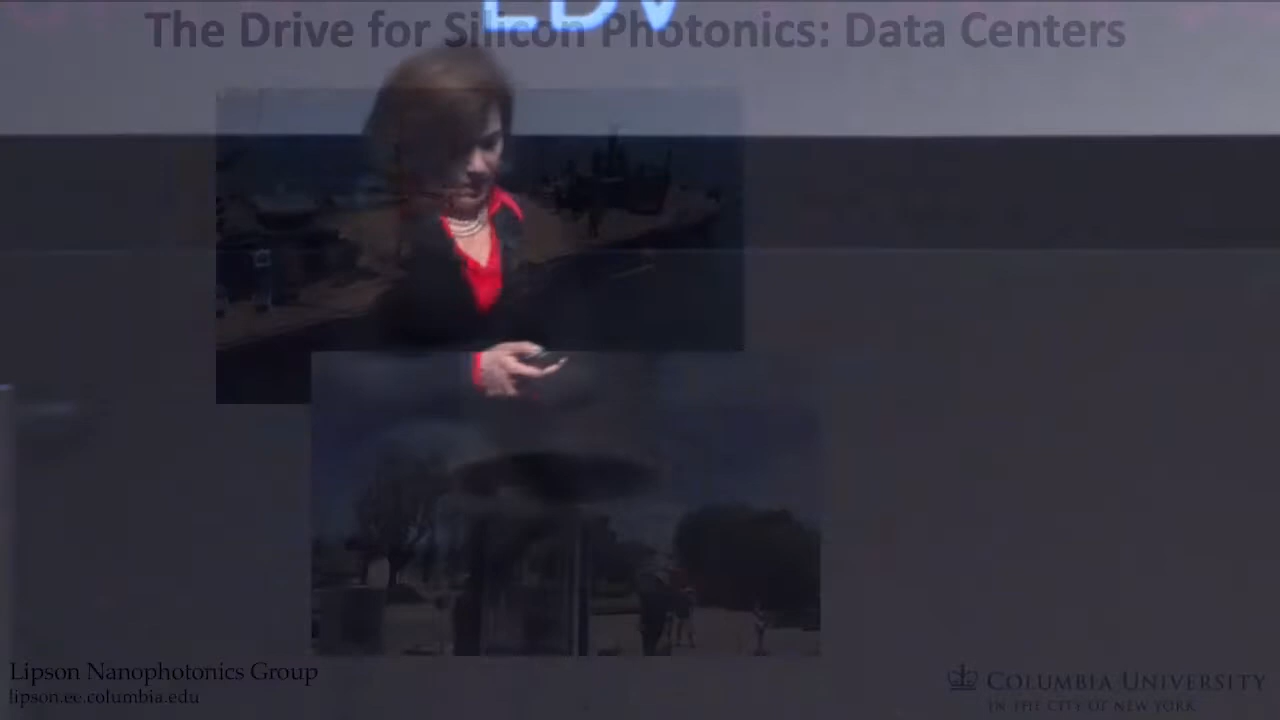 The Drive for Silicon Photonics: Data Centers
Lipson Nanophotonics Group
lipson.ee.columbia.edu
COLUMBIA UNIVERSITY
IN THE CITY OF NEW YORK